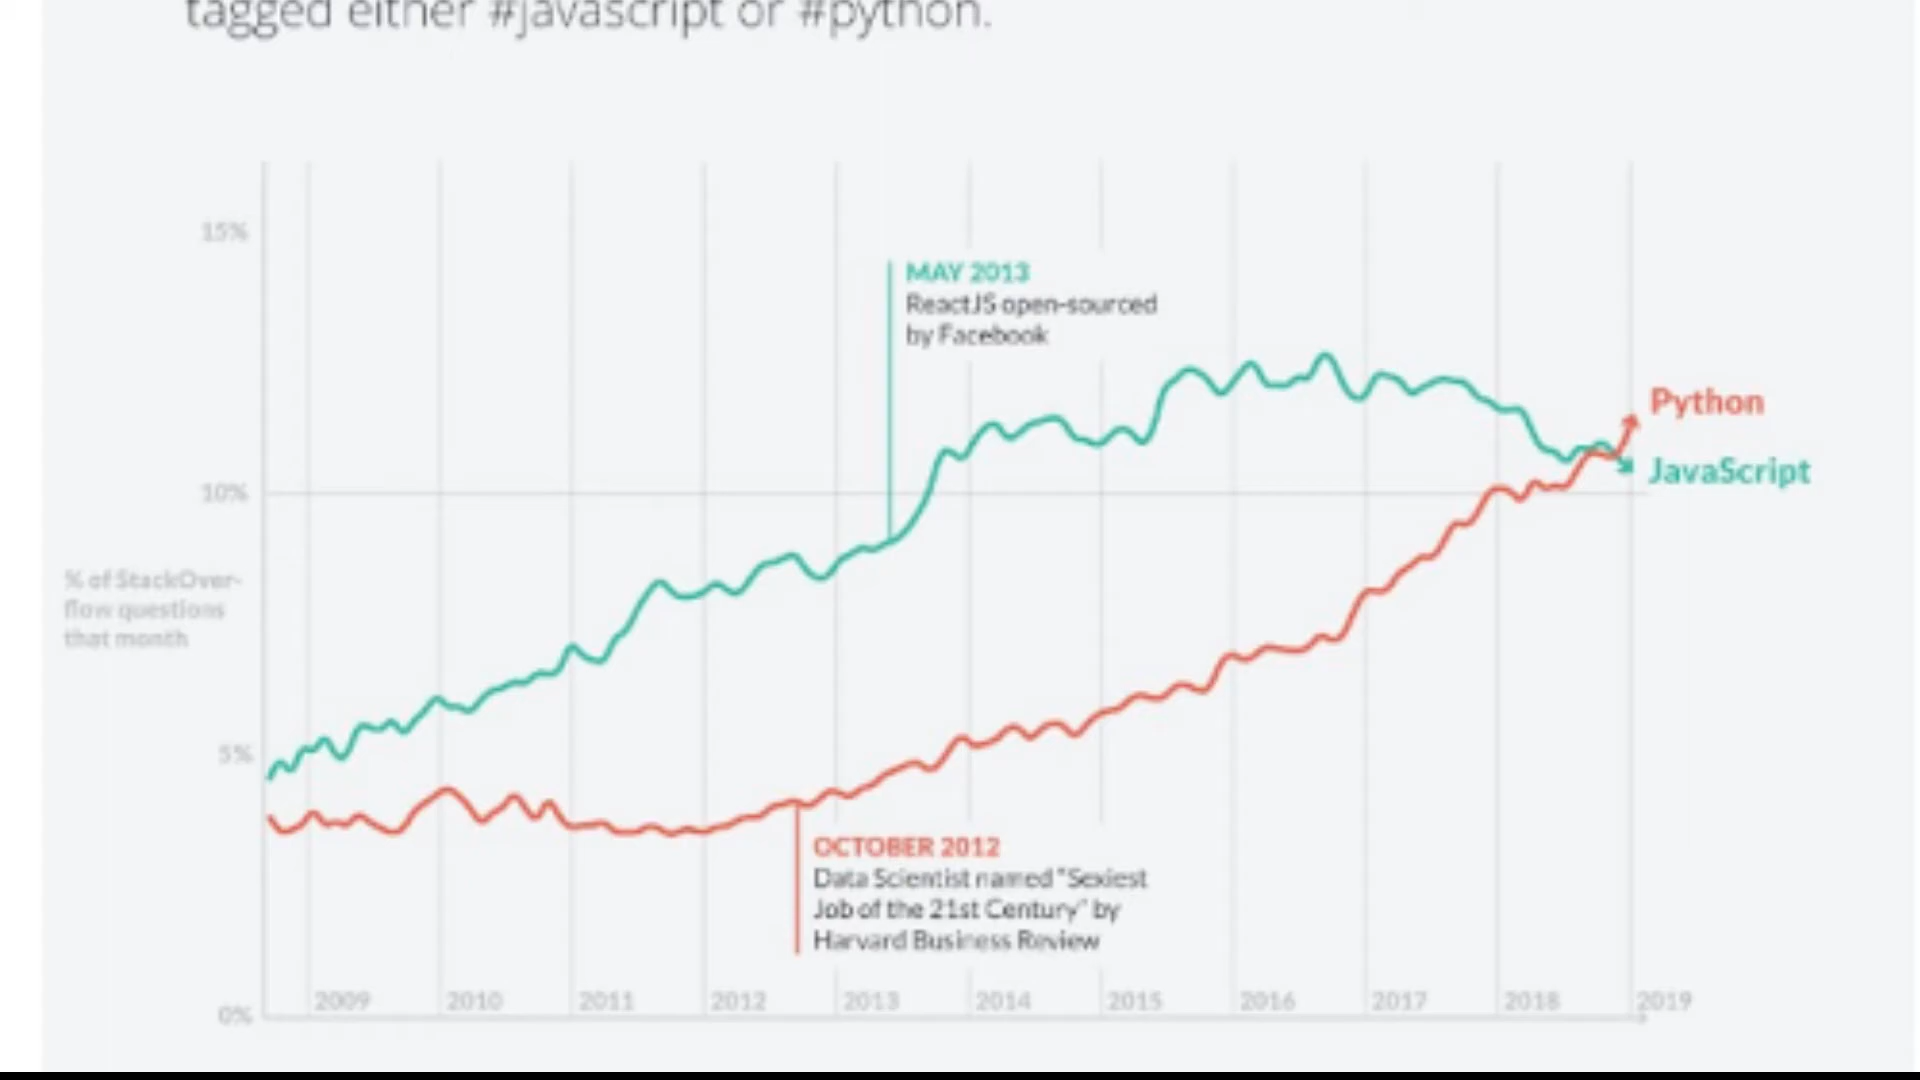 tagged either #javascript or #python.
15%
MAY 2013
ReactJS open-sourced
by Facebook
Python
JavaScript
10%
% of StackOver-
flow questions
that month
5%
OCTOBER 2012
Data Scientist named "Sexiest
Job of the 21st Century" by
Harvard Business Review
0%
2009 2010 2011 2012 2013 2014 2015 2016 2017 2018 2019